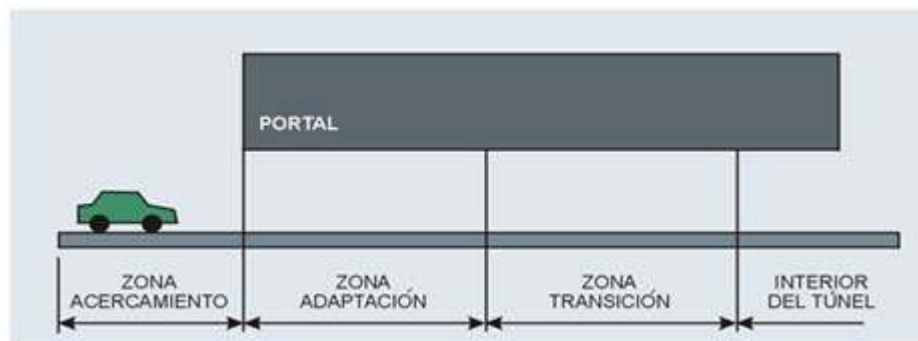 PORTAL
ZONA
ACERCAMIENTO
ZONA
ADAPTACIÓN
ZONA
TRANSICIÓN
INTERIOR
DEL TÚNEL